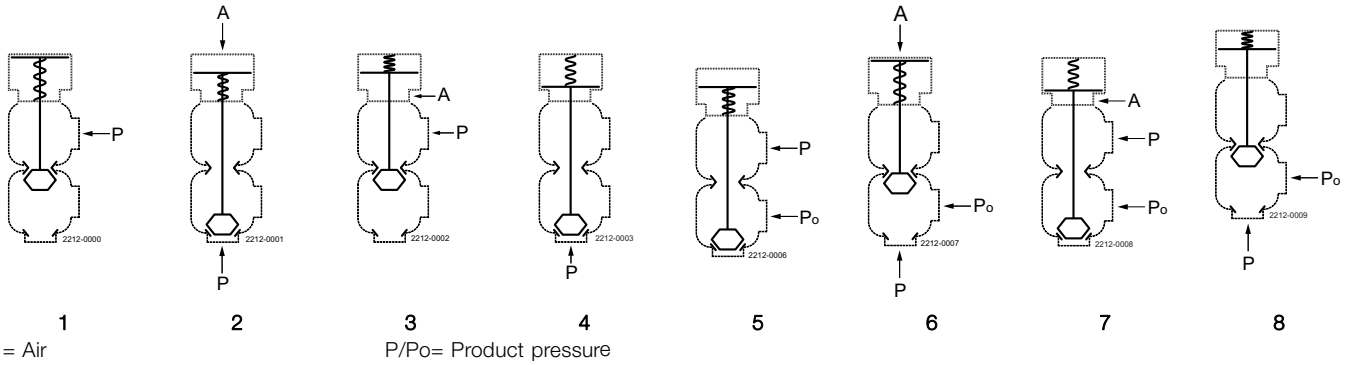 A
A
A
P
P
A
P
P
P
Po
Po
A
P
Po
Po
P
P
P
P
2212-0000
2212-0001
2212-0002
2212-0003
2212-0006
2212-0007
2212-0008
2212-0009
1 2 3 4 5 6 7 8
= Air P/Po= Product pressure